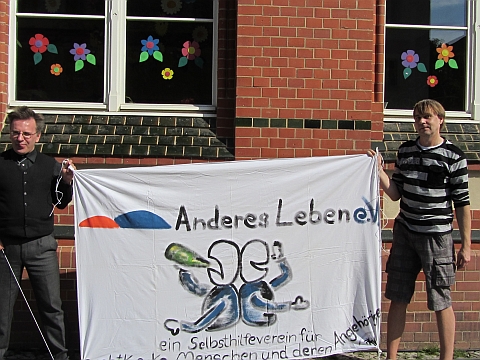 Anderes Leben e.V.
ein Selbsthilfeverein für
Menschen und deren Angehörige